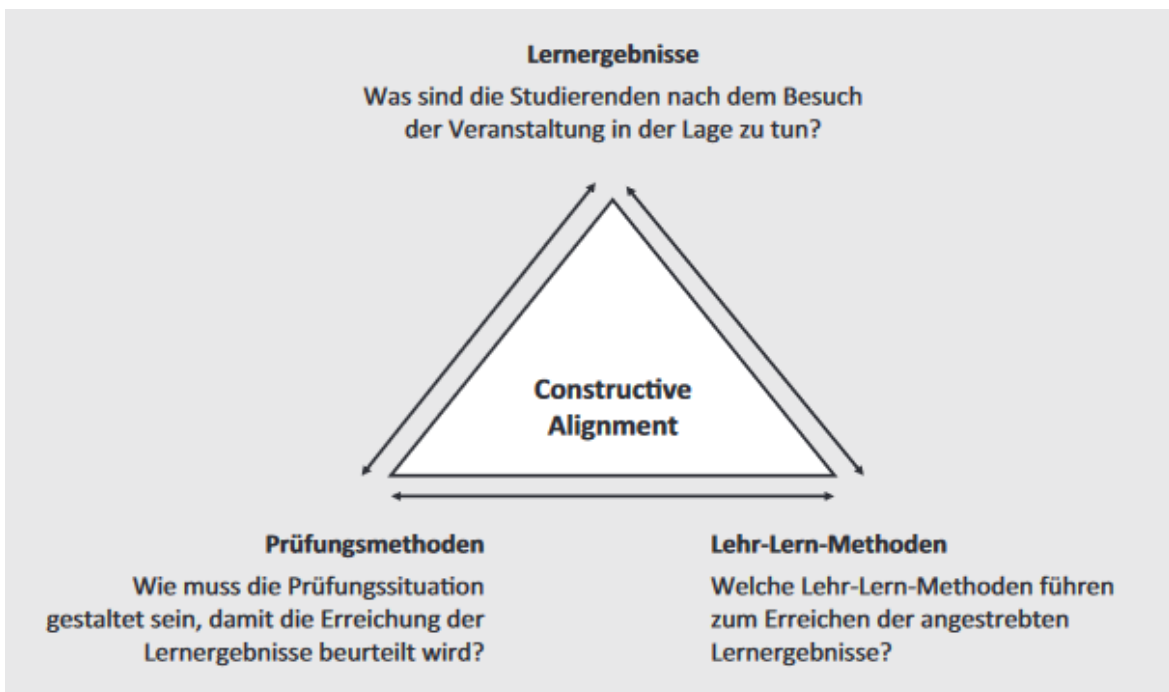 Lernergebnisse
Was sind die Studierenden nach dem Besuch
der Veranstaltung in der Lage zu tun?
Constructive
Alignment
Prüfungsmethoden
Wie muss die Prüfungssituation
gestaltet sein, damit die Erreichung der
Lernergebnisse beurteilt wird?
Lehr-Lern-Methoden
Welche Lehr-Lern-Methoden führen
zum Erreichen der angestrebten
Lernergebnisse?